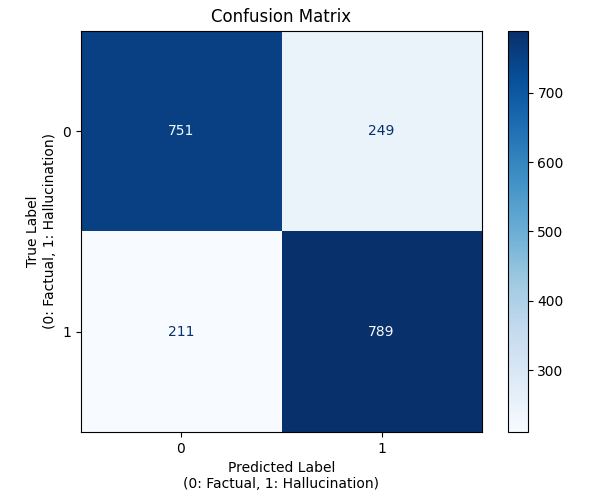 Confusion Matrix
True Label
(0: Factual, 1: Hallucination)
0
751
249
1
211
789
0
1
Predicted Label
(0: Factual, 1: Hallucination)
700
600
500
400
300